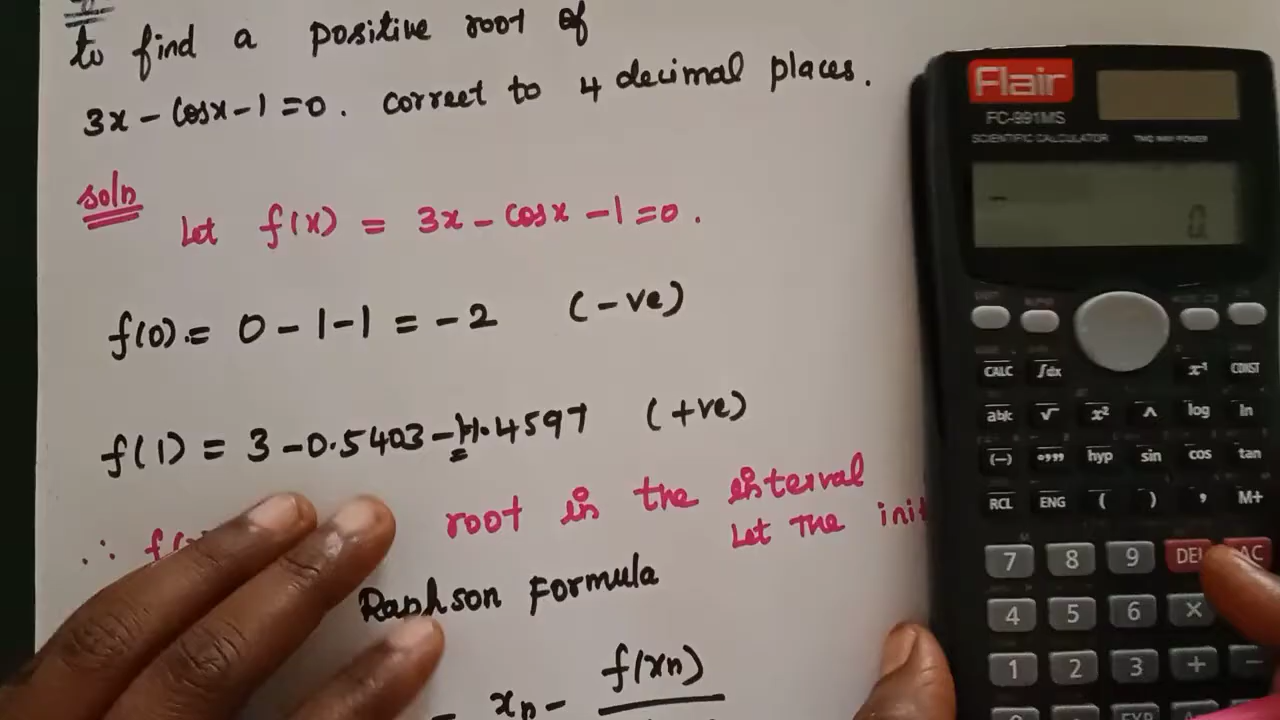 to find a positive root of
3x - cosx - 1 = 0. correct to 4 decimal places.
soln
Let f(x) = 3x - cosx - 1 = 0.
f(0) = 0 - 1 - 1 = - 2 (-ve)
f(1) = 3 - 0.5403 - 1.4597 (+ve)
∴ root in the interval
Let the
Raphson Formula
xn - f(xn)
Flair
FC-991MS
SCIENTIFIC CALCULATOR TWO WAY POWER
0
CALC ∫dx x⁻¹ CONST
ab/c √ x² ^ log ln
(-) °,,, hyp sin cos tan
RCL ENG ( ) , M+
7 8 9 DEL AC
4 5 6 ×
1 2 3 + −
EXP